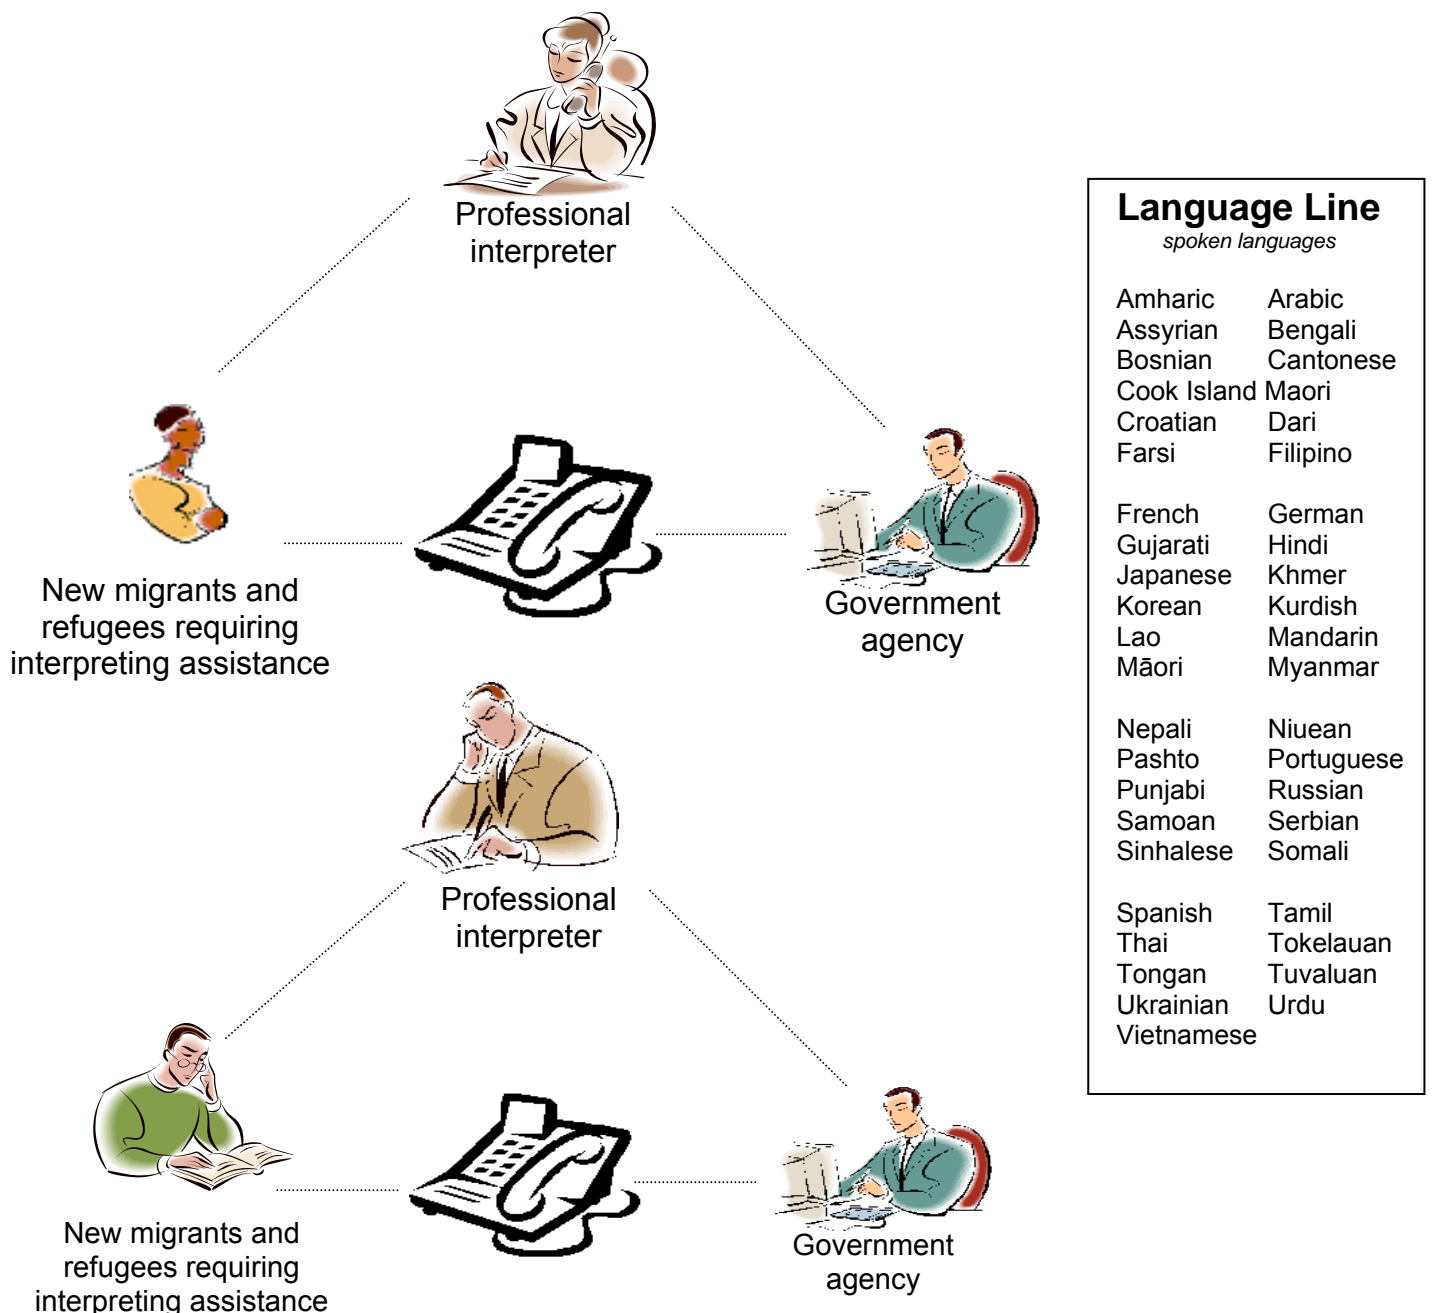 Professional
interpreter
New migrants and
refugees requiring
interpreting assistance
Government
agency
Professional
interpreter
New migrants and
refugees requiring
interpreting assistance
Government
agency
Language Line
spoken languages
Amharic Arabic
Assyrian Bengali
Bosnian Cantonese
Cook Island Maori
Croatian Dari
Farsi Filipino
French German
Gujarati Hindi
Japanese Khmer
Korean Kurdish
Lao Mandarin
Māori Myanmar
Nepali Niuean
Pashto Portuguese
Punjabi Russian
Samoan Serbian
Sinhalese Somali
Spanish Tamil
Thai Tokelauan
Tongan Tuvaluan
Ukrainian Urdu
Vietnamese